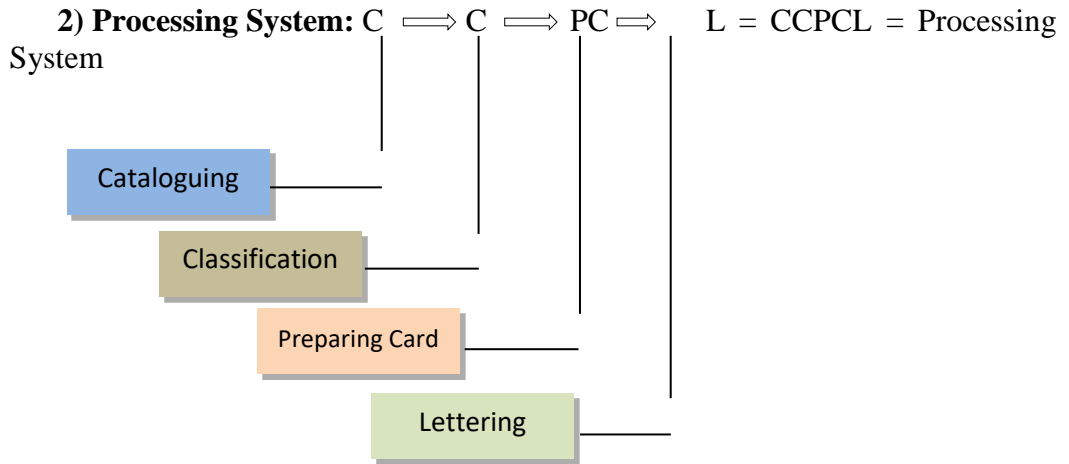 2) Processing System: C ⇨ C ⇨ PC ⇨ L = CCPCL = Processing
System
Cataloguing
Classification
Preparing Card
Lettering